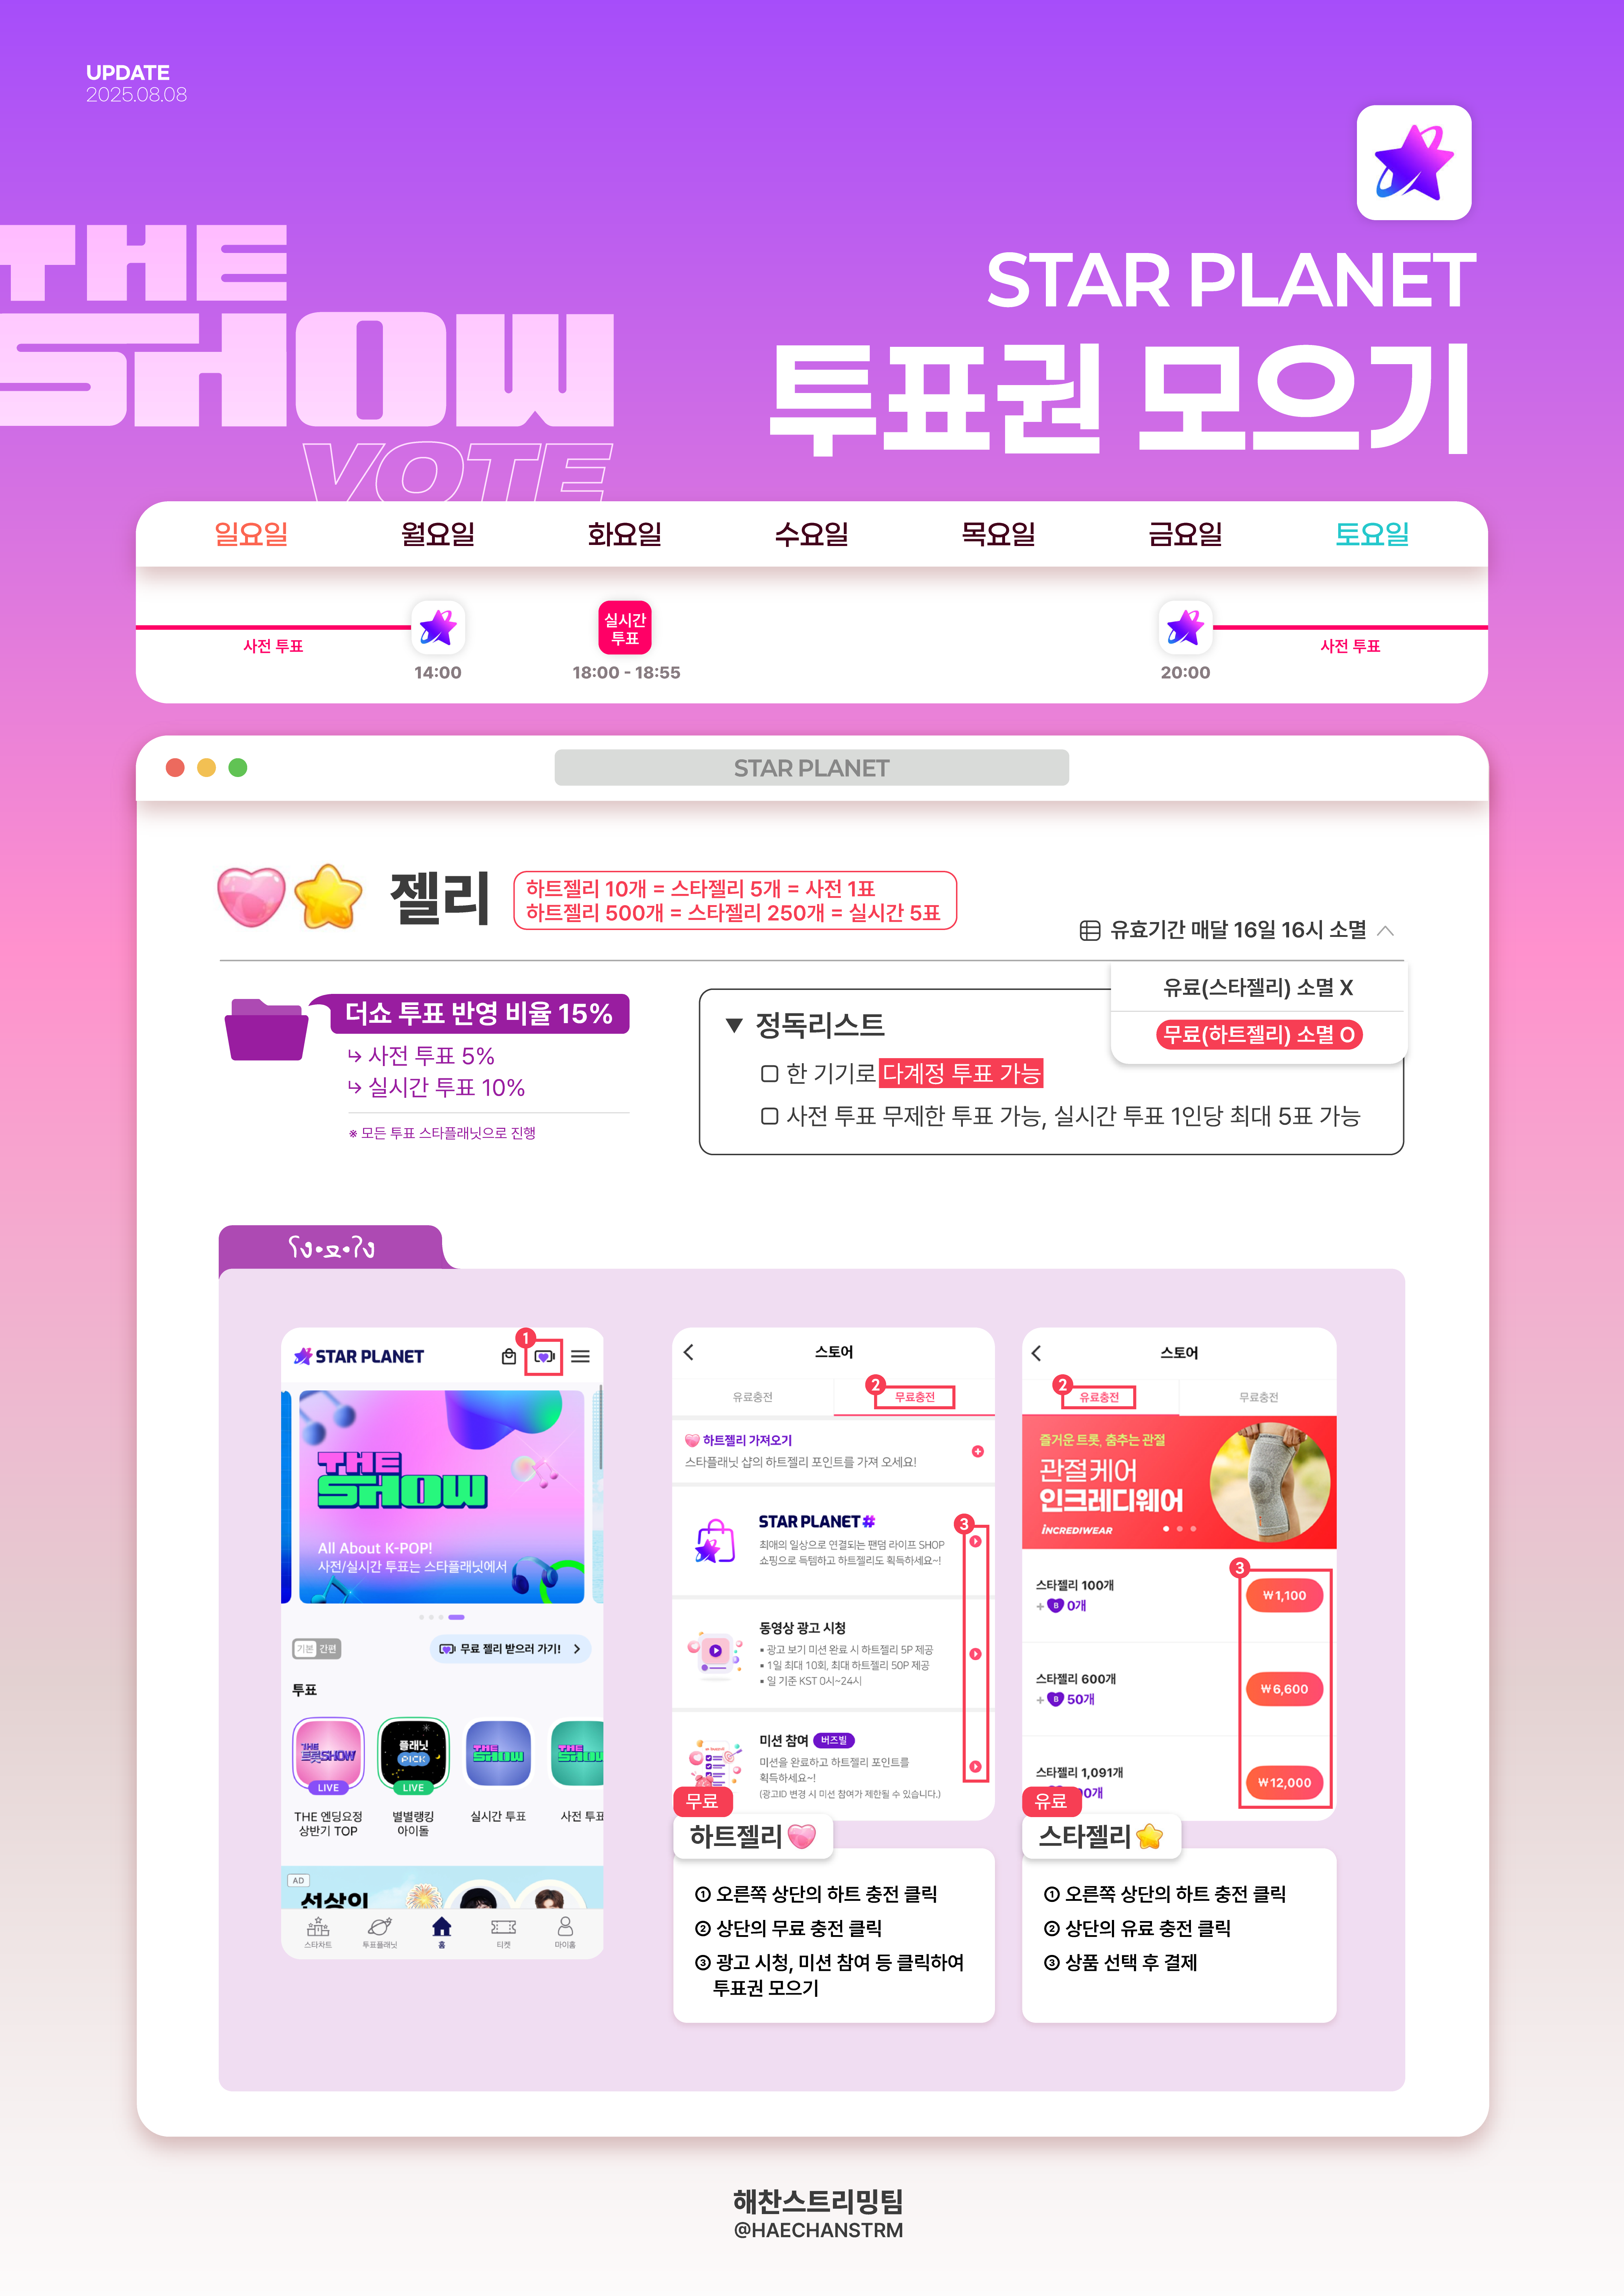 UPDATE
2025.08.08
THE
SHOW
VOTE
STAR PLANET
투표권 모으기
일요일 월요일 화요일 수요일 목요일 금요일 토요일
사전 투표
14:00
실시간
투표
18:00 - 18:55
20:00
사전 투표
STAR PLANET
젤리
하트젤리 10개 = 스타젤리 5개 = 사전 1표
하트젤리 500개 = 스타젤리 250개 = 실시간 5표
유효기간 매달 16일 16시 소멸
유료(스타젤리) 소멸 X
무료(하트젤리) 소멸 O
더쇼 투표 반영 비율 15%
↳ 사전 투표 5%
↳ 실시간 투표 10%
※ 모든 투표 스타플래닛으로 진행
▼ 정독리스트
한 기기로 다계정 투표 가능
사전 투표 무제한 투표 가능, 실시간 투표 1인당 최대 5표 가능
STAR PLANET
1
THE
SHOW
All About K-POP!
사전/실시간 투표는 스타플래닛에서
기본 간편
무료 젤리 받으러 가기!
투표
THE 트롯SHOW
LIVE
THE 엔딩요정
상반기 TOP
플래닛
PICK
LIVE
별별랭킹
아이돌
THE SHOW
실시간 투표
THE SHOW
사전 투표
AD
선상의
스타차트 투표플래닛 홈 티켓 마이홈
스토어
유료충전 2 무료충전
하트젤리 가져오기
스타플래닛 샵의 하트젤리 포인트를 가져 오세요!
STAR PLANET#
최애의 일상으로 연결되는 팬덤 라이프 SHOP
쇼핑으로 득템하고 하트젤리도 획득하세요~!
3
동영상 광고 시청
▪ 광고 보기 미션 완료 시 하트젤리 5P 제공
▪ 1일 최대 10회, 최대 하트젤리 50P 제공
▪ 일 기준 KST 0시~24시
미션 참여 버즈빌
미션을 완료하고 하트젤리 포인트를
획득하세요~!
(광고ID 변경 시 미션 참여가 제한될 수 있습니다.)
무료
하트젤리
① 오른쪽 상단의 하트 충전 클릭
② 상단의 무료 충전 클릭
③ 광고 시청, 미션 참여 등 클릭하여
투표권 모으기
스토어
2 유료충전 무료충전
즐거운 트롯, 춤추는 관절
관절케어
인크레디웨어
INCREDIWEAR
3
스타젤리 100개
+ B 0개
₩1,100
스타젤리 600개
+ B 50개
₩6,600
스타젤리 1,091개
00개
₩12,000
유료
스타젤리
① 오른쪽 상단의 하트 충전 클릭
② 상단의 유료 충전 클릭
③ 상품 선택 후 결제
해찬스트리밍팀
@HAECHANSTRM